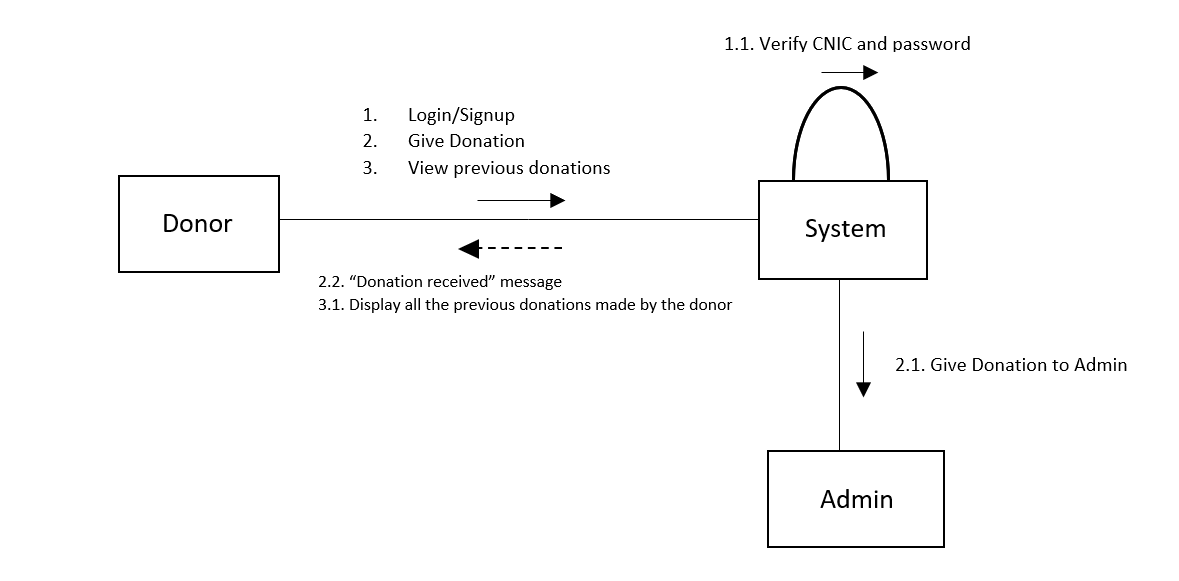 1.1. Verify CNIC and password
1. Login/Signup
2. Give Donation
3. View previous donations
Donor
System
2.2. “Donation received” message
3.1. Display all the previous donations made by the donor
2.1. Give Donation to Admin
Admin